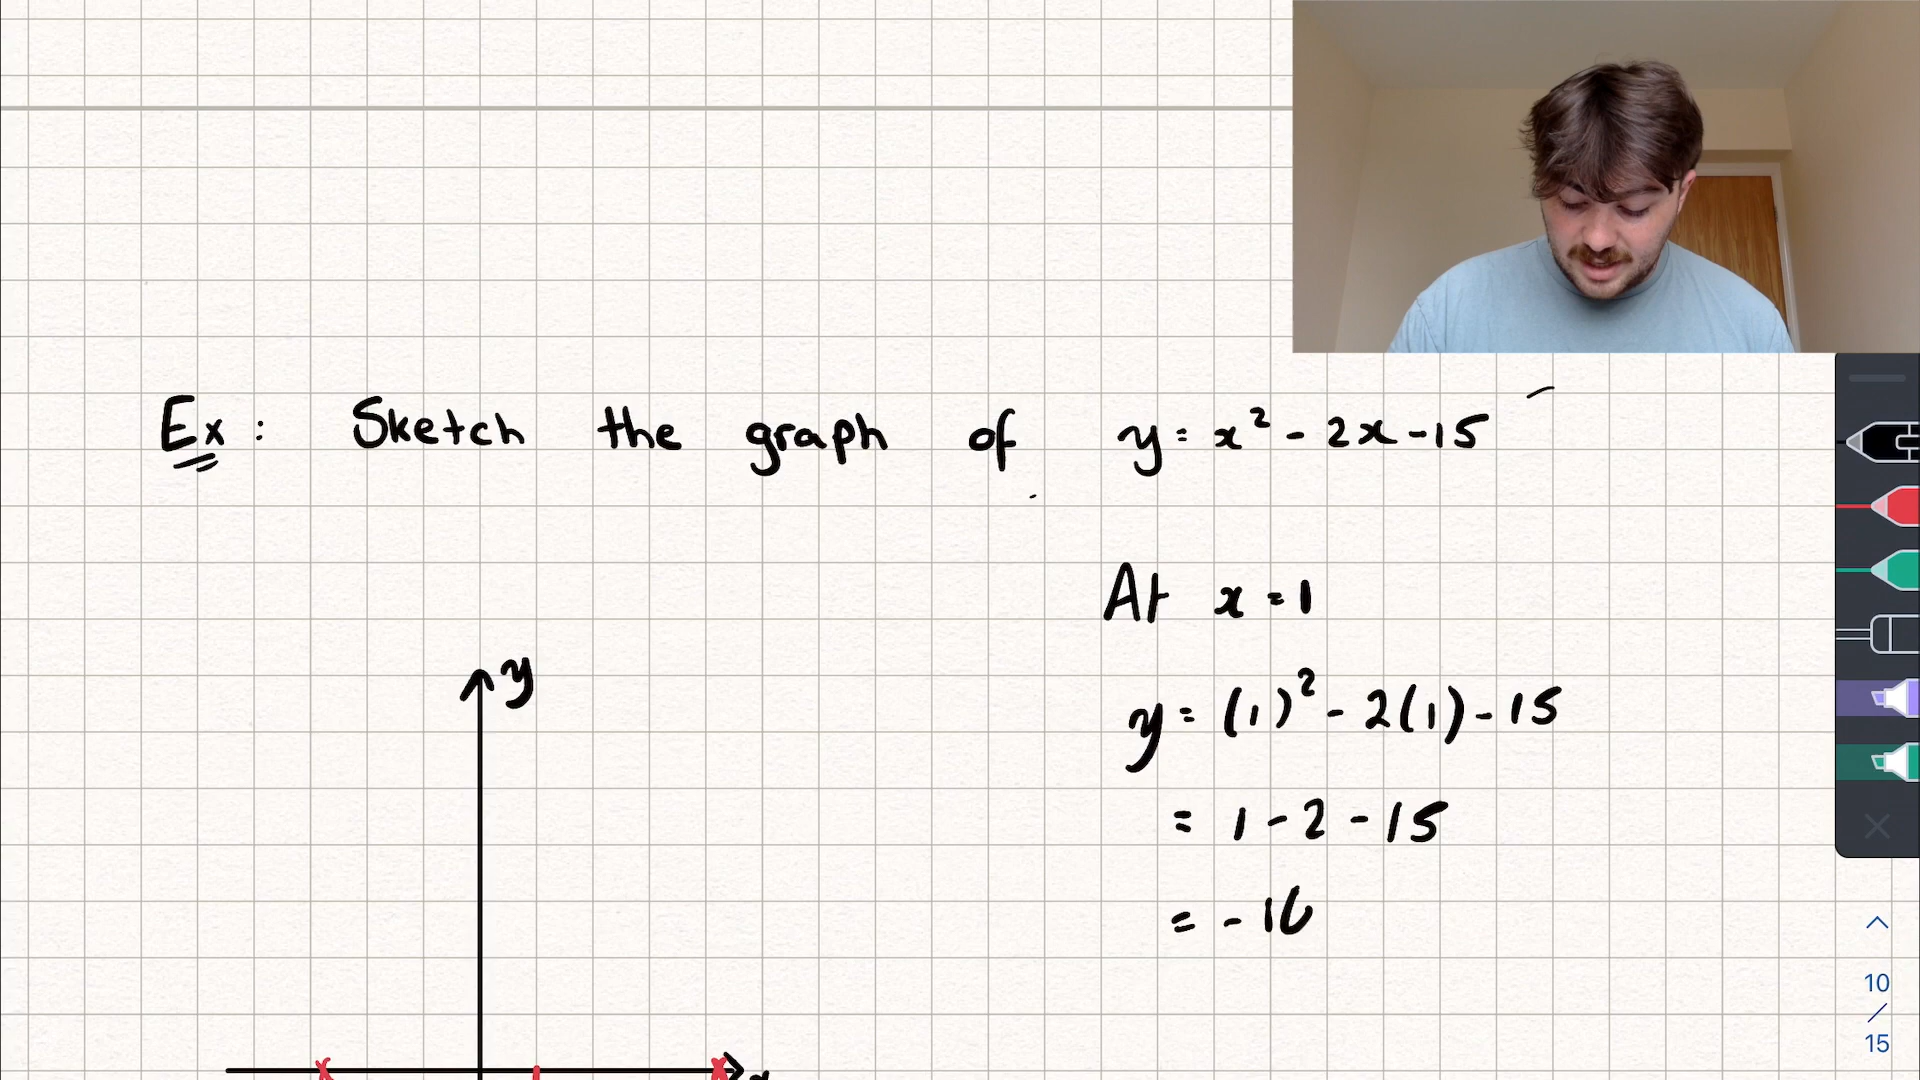 Ex: Sketch the graph of y = x² - 2x - 15
At x = 1
y = (1)² - 2(1) - 15
= 1 - 2 - 15
= - 16
y
10
/
15